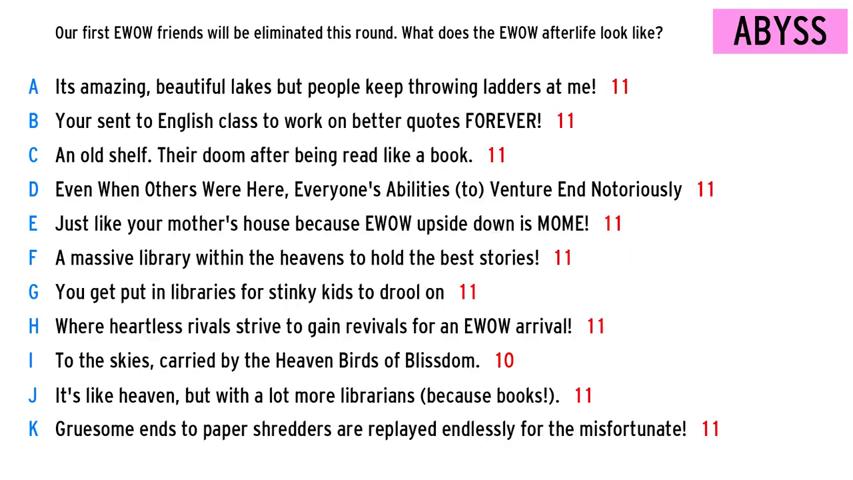 Our first EWOW friends will be eliminated this round. What does the EWOW afterlife look like?
ABYSS
A Its amazing, beautiful lakes but people keep throwing ladders at me! 11
B Your sent to English class to work on better quotes FOREVER! 11
C An old shelf. Their doom after being read like a book. 11
D Even When Others Were Here, Everyone's Abilities (to) Venture End Notoriously 11
E Just like your mother's house because EWOW upside down is MOME! 11
F A massive library within the heavens to hold the best stories! 11
G You get put in libraries for stinky kids to drool on 11
H Where heartless rivals strive to gain revivals for an EWOW arrival! 11
I To the skies, carried by the Heaven Birds of Blissdom. 10
J It's like heaven, but with a lot more librarians (because books!). 11
K Gruesome ends to paper shredders are replayed endlessly for the misfortunate! 11